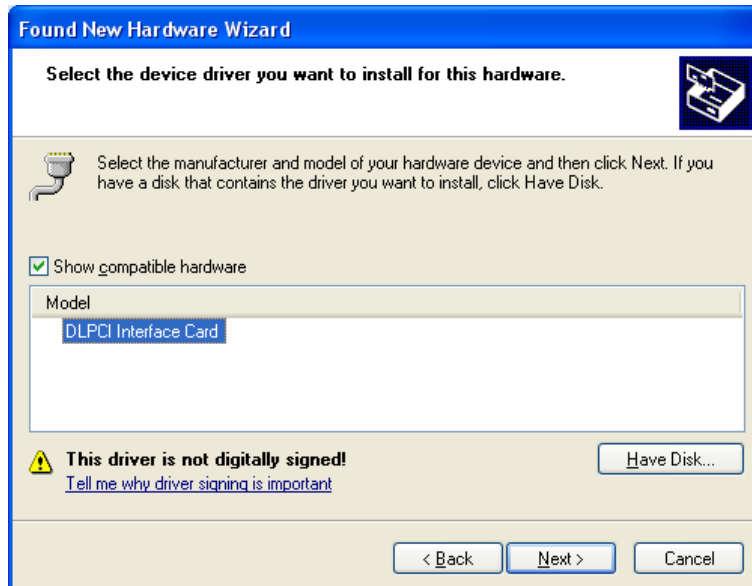 Found New Hardware Wizard
Select the device driver you want to install for this hardware.
Select the manufacturer and model of your hardware device and then click Next. If you
have a disk that contains the driver you want to install, click Have Disk.
Show compatible hardware
Model
DLPCI Interface Card
This driver is not digitally signed!
Have Disk...
Tell me why driver signing is important
< Back
Next >
Cancel